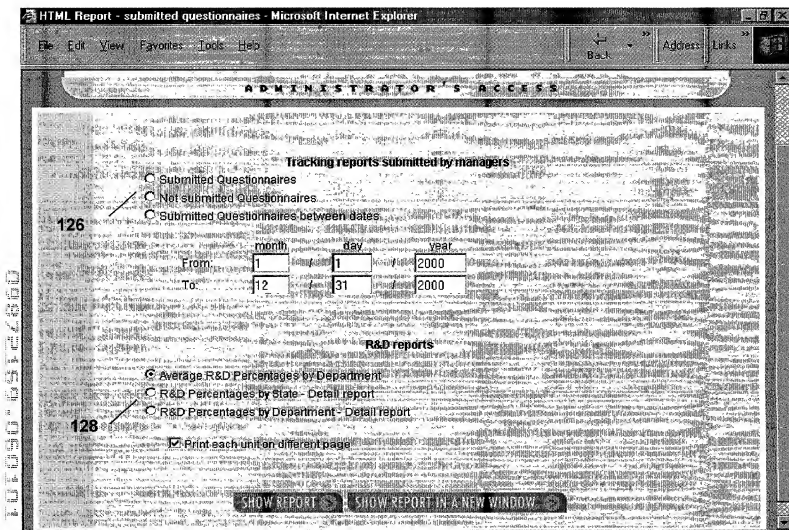 HTML Report - submitted questionnaires - Microsoft Internet Explorer
File Edit View Favorites Tools Help
Back Address Links
ADMINISTRATOR'S ACCESS
Tracking reports submitted by managers
Submitted Questionnaires
Not submitted Questionnaires
Submitted Questionnaires between dates
126
month day year
From: 1 / 1 / 2000
To: 12 / 31 / 2000
R&D reports
Average R&D Percentages by Department
R&D Percentages by State - Detail report
R&D Percentages by Department - Detail report
128
Print each unit on different page
SHOW REPORT SHOW REPORT IN A NEW WINDOW